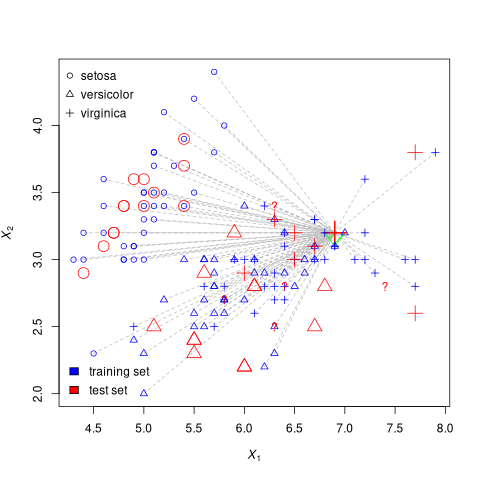 setosa
versicolor
virginica
4.0
3.5
3.0
2.5
2.0
X2
?
?
?
?
?
training set
test set
4.5
5.0
5.5
6.0
6.5
7.0
7.5
8.0
X1